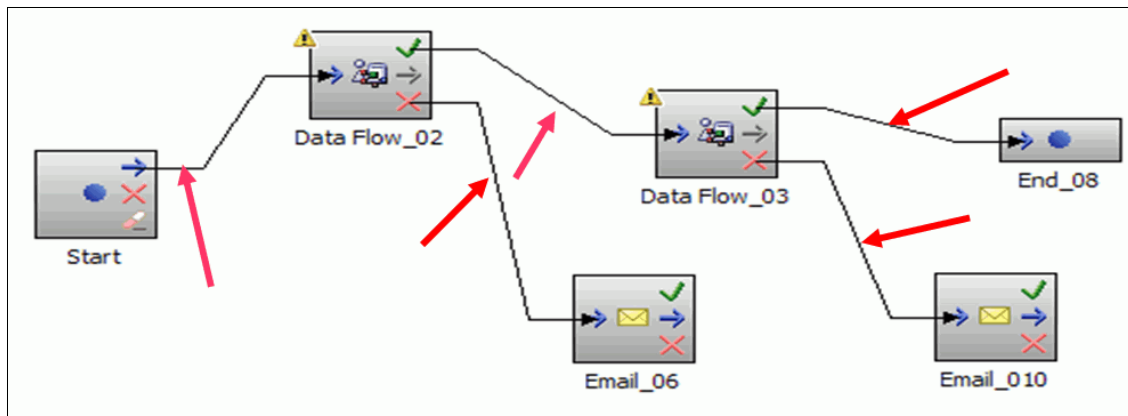 Data Flow_02
Data Flow_03
End_08
Start
Email_06
Email_010